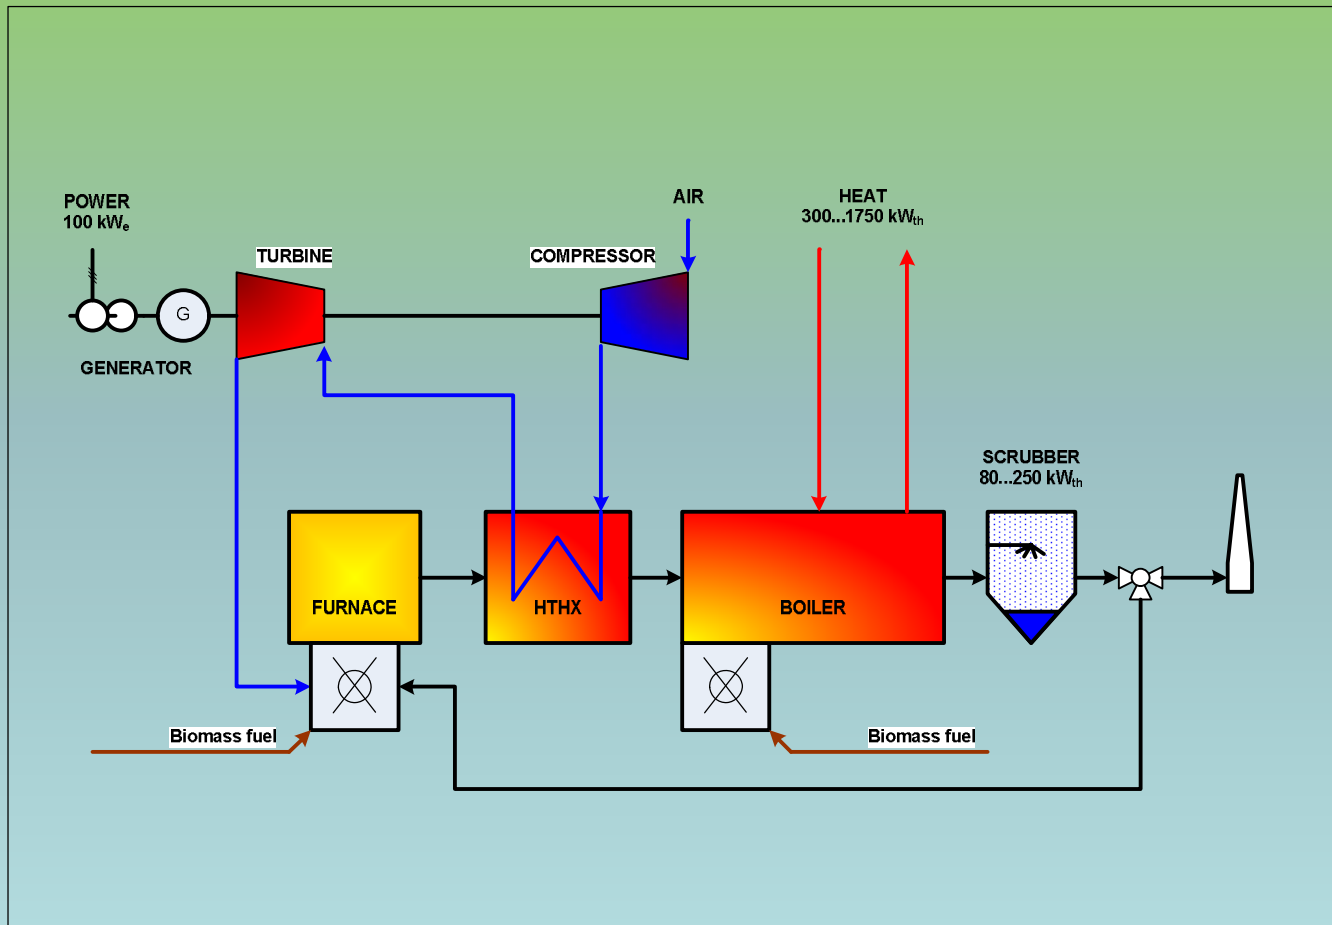 POWER
100 kWe
AIR
HEAT
300...1750 kWth
TURBINE
COMPRESSOR
G
GENERATOR
SCRUBBER
80...250 kWth
FURNACE
HTHX
BOILER
Biomass fuel
Biomass fuel